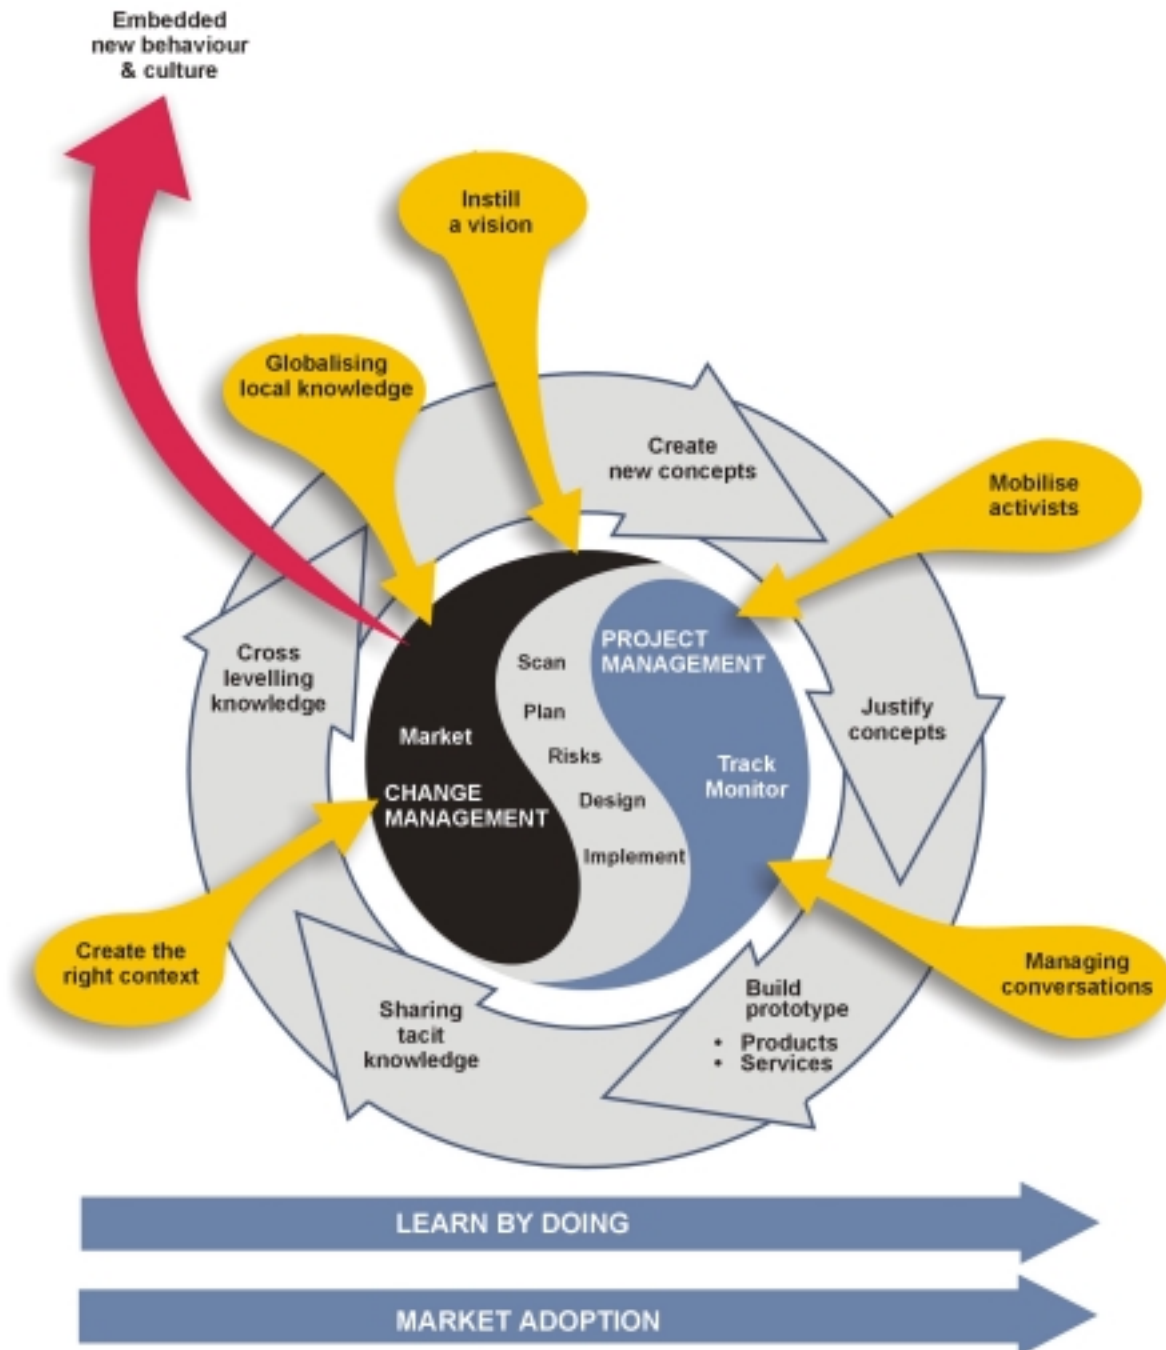 Embedded
new behaviour
& culture
Instill
a vision
Globalising
local knowledge
Create
new concepts
Mobilise
activists
Cross
levelling
knowledge
Scan
Plan
Risks
Design
Implement
PROJECT
MANAGEMENT
Justify
concepts
Market
CHANGE
MANAGEMENT
Track
Monitor
Create the
right context
Sharing
tacit
knowledge
Build
prototype
• Products
• Services
Managing
conversations
LEARN BY DOING
MARKET ADOPTION